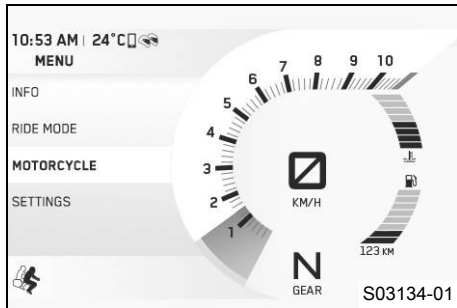 10:53 AM | 24°C
MENU
INFO
RIDE MODE
MOTORCYCLE
SETTINGS
1
2
3
4
5
6
7
8
9
10
0
KM/H
N
GEAR
123 KM
S03134-01